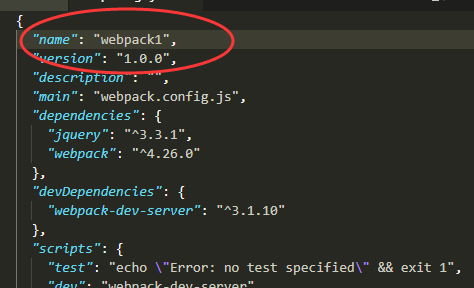 {
"name": "webpack1",
"version": "1.0.0",
"description": "",
"main": "webpack.config.js",
"dependencies": {
"jquery": "^3.3.1",
"webpack": "^4.26.0"
},
"devDependencies": {
"webpack-dev-server": "^3.1.10"
},
"scripts": {
"test": "echo \"Error: no test specified\" && exit 1",
"dev": "webpack-dev-server"